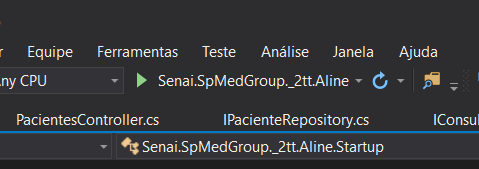 Equipe Ferramentas Teste Análise Janela Ajuda
ny CPU Senai.SpMedGroup._2tt.Aline
PacientesController.cs IPacienteRepository.cs IConsul
Senai.SpMedGroup._2tt.Aline.Startup